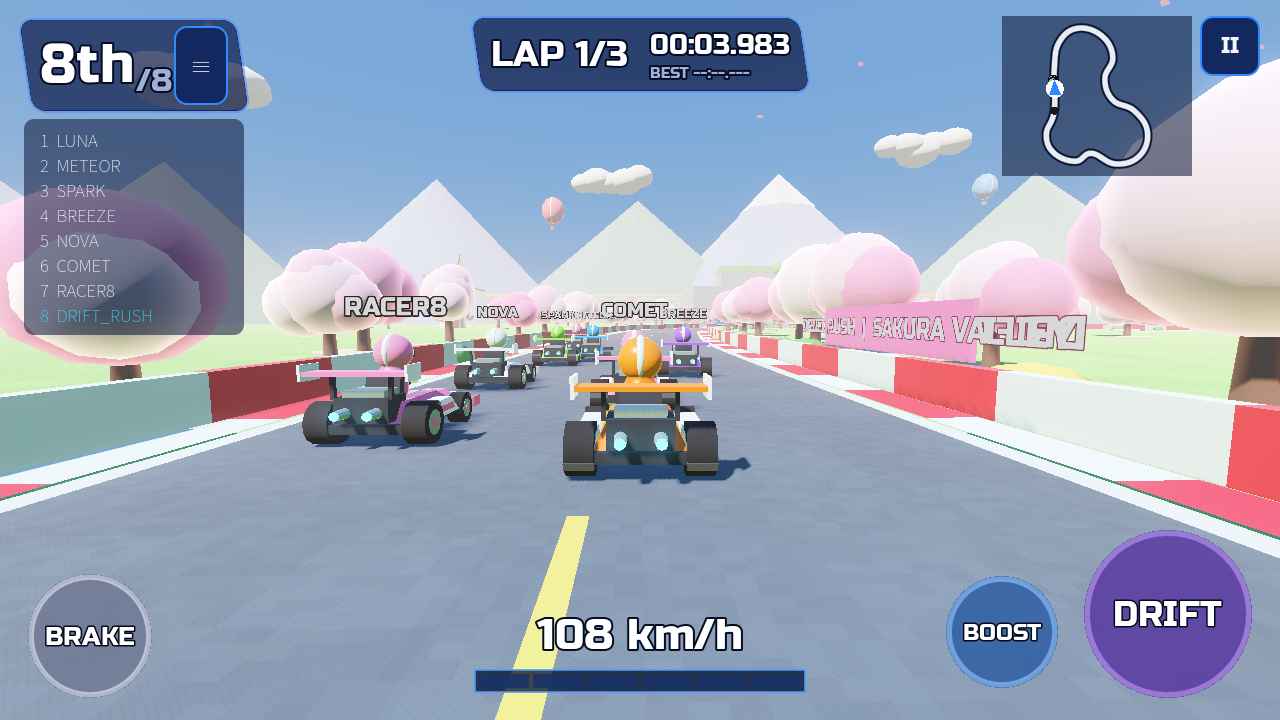 8th/8
LAP 1/3
00:03.983
BEST --:--.---
II
1 LUNA
2 METEOR
3 SPARK
4 BREEZE
5 NOVA
6 COMET
7 RACER8
8 DRIFT_RUSH
RACER8
NOVA
COMET
BREEZE
SAKURA
BRAKE
108 km/h
BOOST
DRIFT